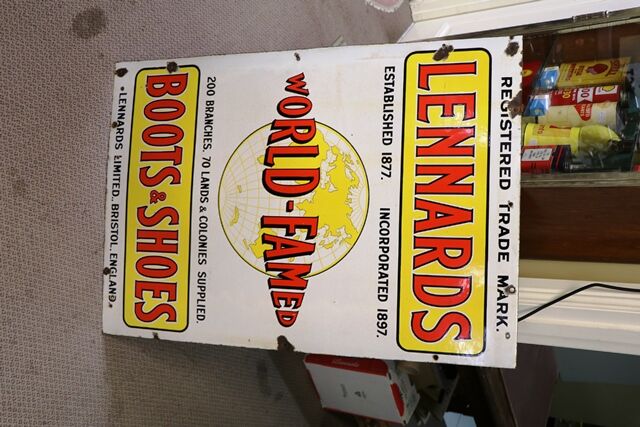 REGISTERED TRADE MARK.
LENNARDS
ESTABLISHED 1877. INCORPORATED 1897.
WORLD-FAMED
200 BRANCHES, 70 LANDS & COLONIES SUPPLIED.
BOOTS & SHOES
LENNARDS LIMITED, BRISTOL, ENGLAND